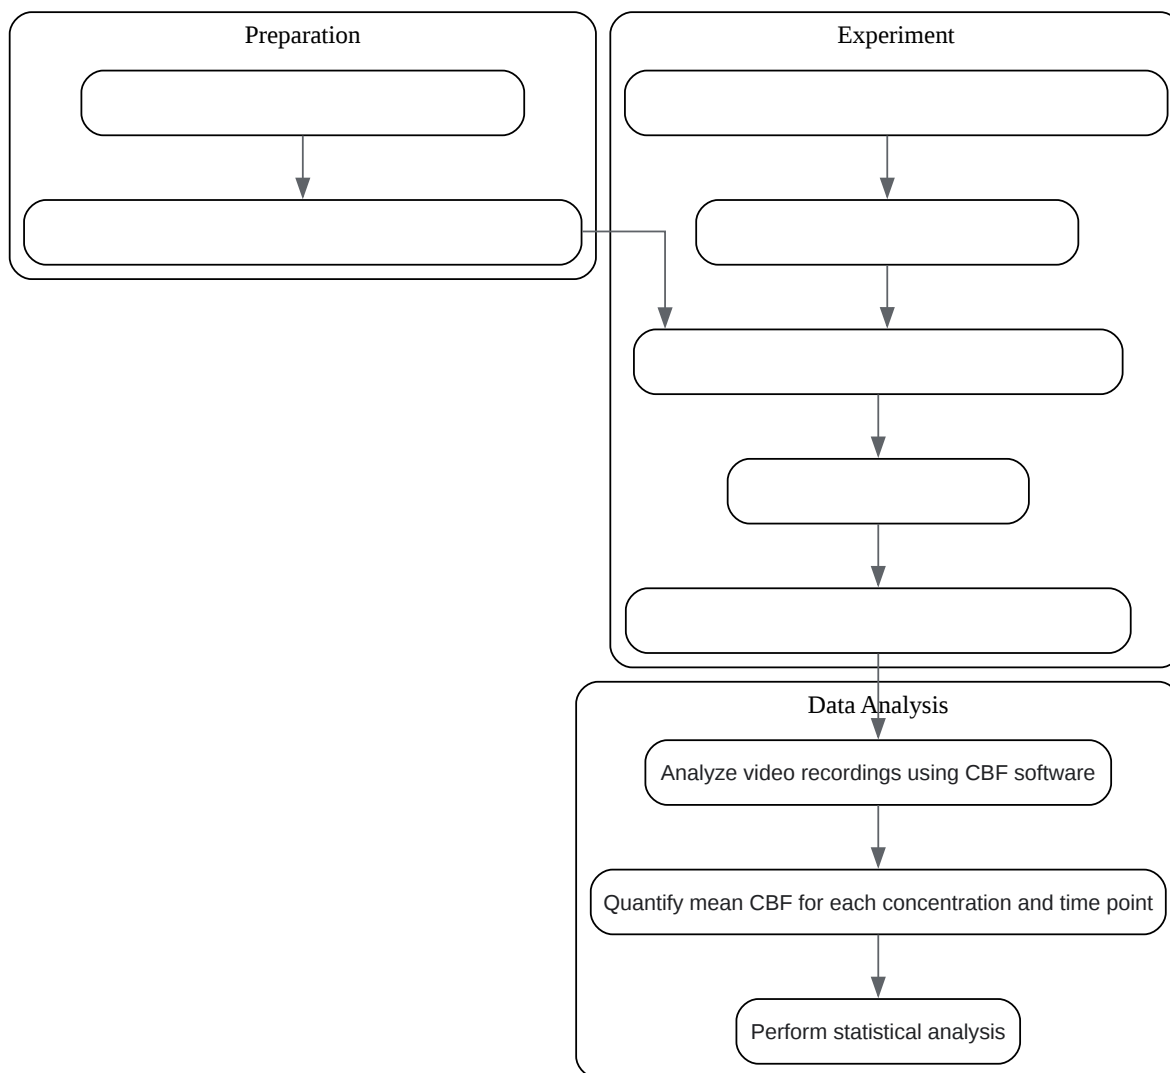 Preparation
Experiment
Data Analysis
Analyze video recordings using CBF software
Quantify mean CBF for each concentration and time point
Perform statistical analysis